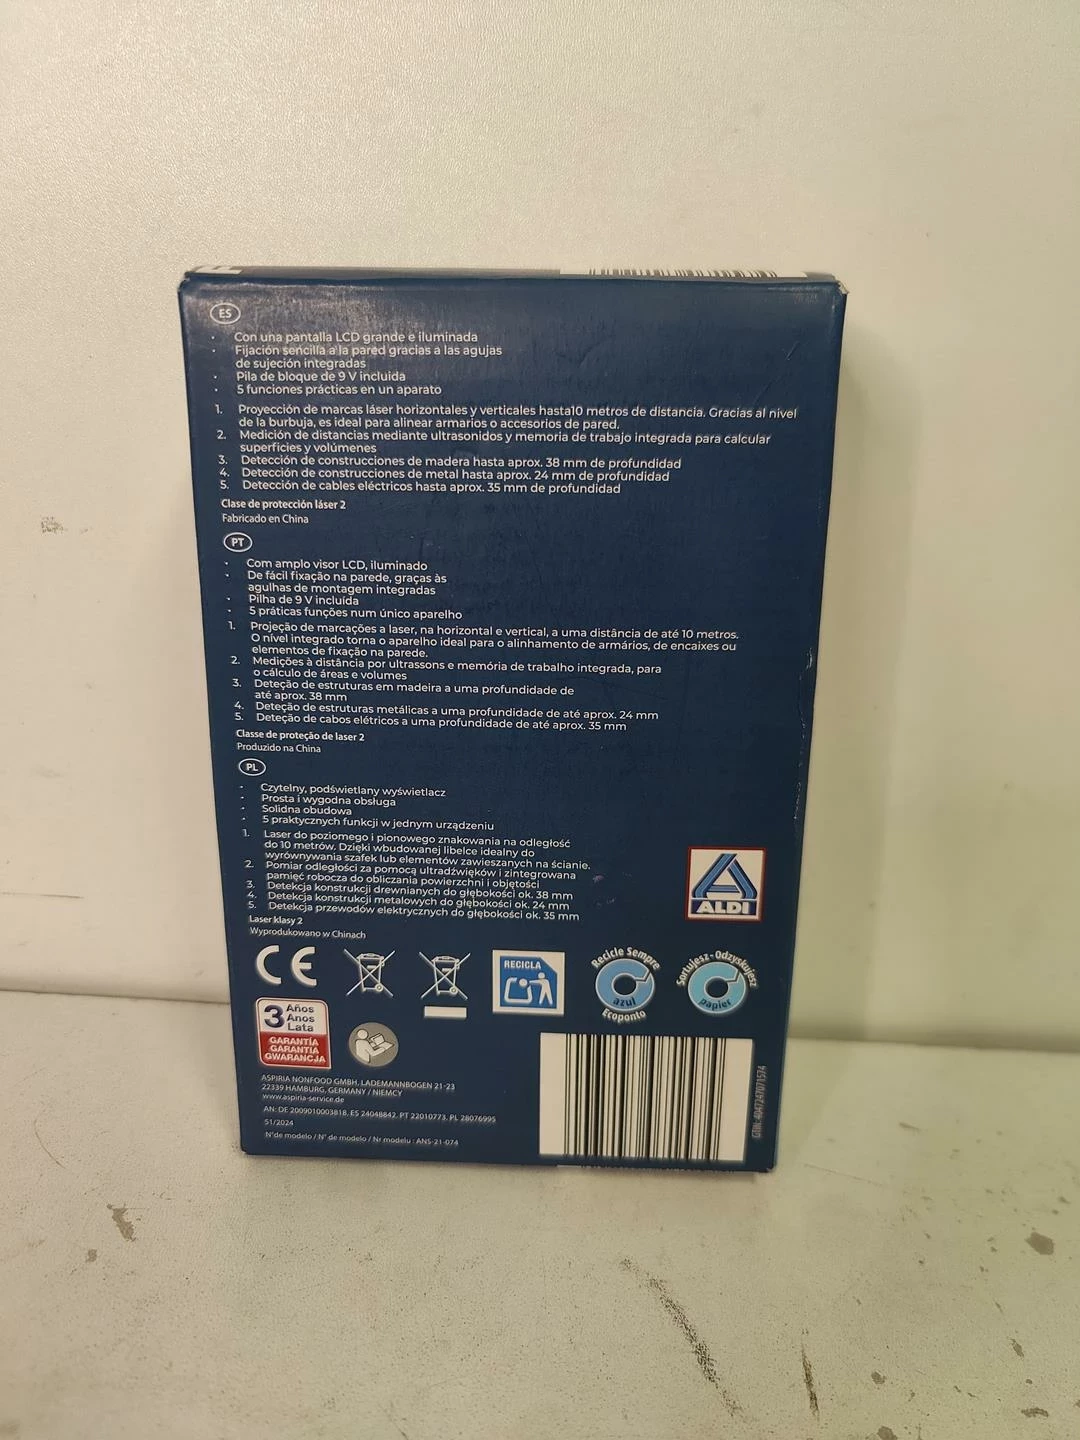 ES
· Con una pantalla LCD grande e iluminada
· Fijación sencilla a la pared gracias a las agujas
de sujeción integradas
· Pila de bloque de 9 V incluida
· 5 funciones prácticas en un aparato
1. Proyección de marcas láser horizontales y verticales hasta10 metros de distancia. Gracias al nivel
de la burbuja, es ideal para alinear armarios o accesorios de pared.
2. Medición de distancias mediante ultrasonidos y memoria de trabajo integrada para calcular
superficies y volúmenes
3. Detección de construcciones de madera hasta aprox. 38 mm de profundidad
4. Detección de construcciones de metal hasta aprox. 24 mm de profundidad
5. Detección de cables eléctricos hasta aprox. 35 mm de profundidad
Clase de protección láser 2
Fabricado en China
PT
· Com amplo visor LCD, iluminado
· De fácil fixação na parede, graças às
agulhas de montagem integradas
· Pilha de 9 V incluída
· 5 práticas funções num único aparelho
1. Projeção de marcações a laser, na horizontal e vertical, a uma distância de até 10 metros.
O nível integrado torna o aparelho ideal para o alinhamento de armários, de encaixes ou
elementos de fixação na parede.
2. Medições à distância por ultrassons e memória de trabalho integrada, para
o cálculo de áreas e volumes
3. Deteção de estruturas em madeira a uma profundidade de
até aprox. 38 mm
4. Deteção de estruturas metálicas a uma profundidade de até aprox. 24 mm
5. Deteção de cabos elétricos a uma profundidade de até aprox. 35 mm
Classe de proteção de laser 2
Produzido na China
PL
· Czytelny, podświetlany wyświetlacz
· Prosta i wygodna obsługa
· Solidna obudowa
· 5 praktycznych funkcji w jednym urządzeniu
1. Laser do poziomego i pionowego znakowania na odległość
do 10 metrów. Dzięki wbudowanej libelce idealny do
wyrównywania szafek lub elementów zawieszanych na ścianie.
2. Pomiar odległości za pomocą ultradźwięków i zintegrowana
pamięć robocza do obliczania powierzchni i objętości
3. Detekcja konstrukcji drewnianych do głębokości ok. 38 mm
4. Detekcja konstrukcji metalowych do głębokości ok. 24 mm
5. Detekcja przewodów elektrycznych do głębokości ok. 35 mm
Laser klasy 2
Wyprodukowano w Chinach
ALDI
CE
RECICLA
Recicle Sempre
azul
Ecoponto
Sortujesz - Odzyskujesz
papier
3 Años
Anos
Lata
GARANTÍA
GARANTIA
GWARANCJA
ASPIRIA NONFOOD GMBH, LADEMANNBOGEN 21-23
22339 HAMBURG, GERMANY / NIEMCY
www.aspiria-service.de
AN: DE 2009010003818, ES 24048842, PT 22010773, PL 28076995
51/2024
N°de modelo / N° de modelo / Nr modelu : ANS-21-074
GTIN: 4047247071574